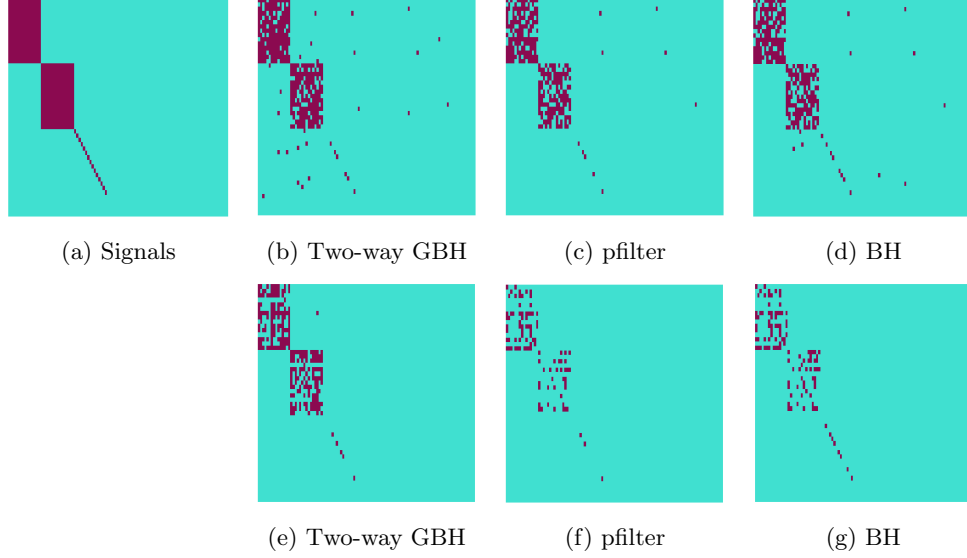 (a) Signals
(b) Two-way GBH
(c) pfilter
(d) BH
(e) Two-way GBH
(f) pfilter
(g) BH